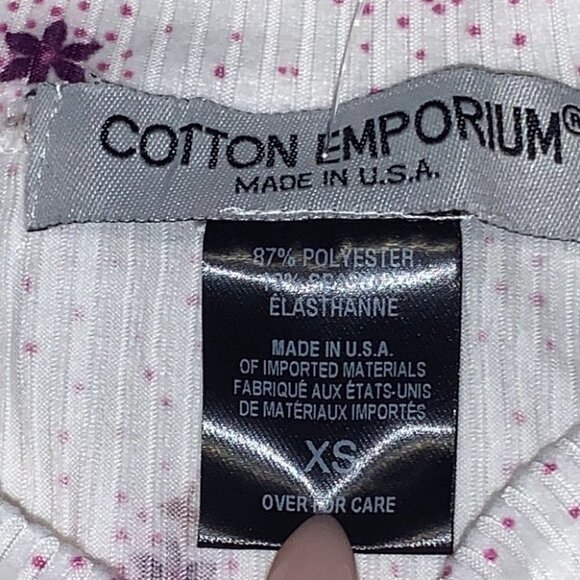 COTTON EMPORIUM®
MADE IN U.S.A.
87% POLYESTER
ÉLASTHANNE
MADE IN U.S.A.
OF IMPORTED MATERIALS
FABRIQUÉ AUX ÉTATS-UNIS
DE MATÉRIAUX IMPORTÉS
XS
OVER FOR CARE